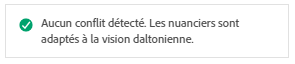 Aucun conflit détecté. Les nuanciers sont
adaptés à la vision daltonienne.